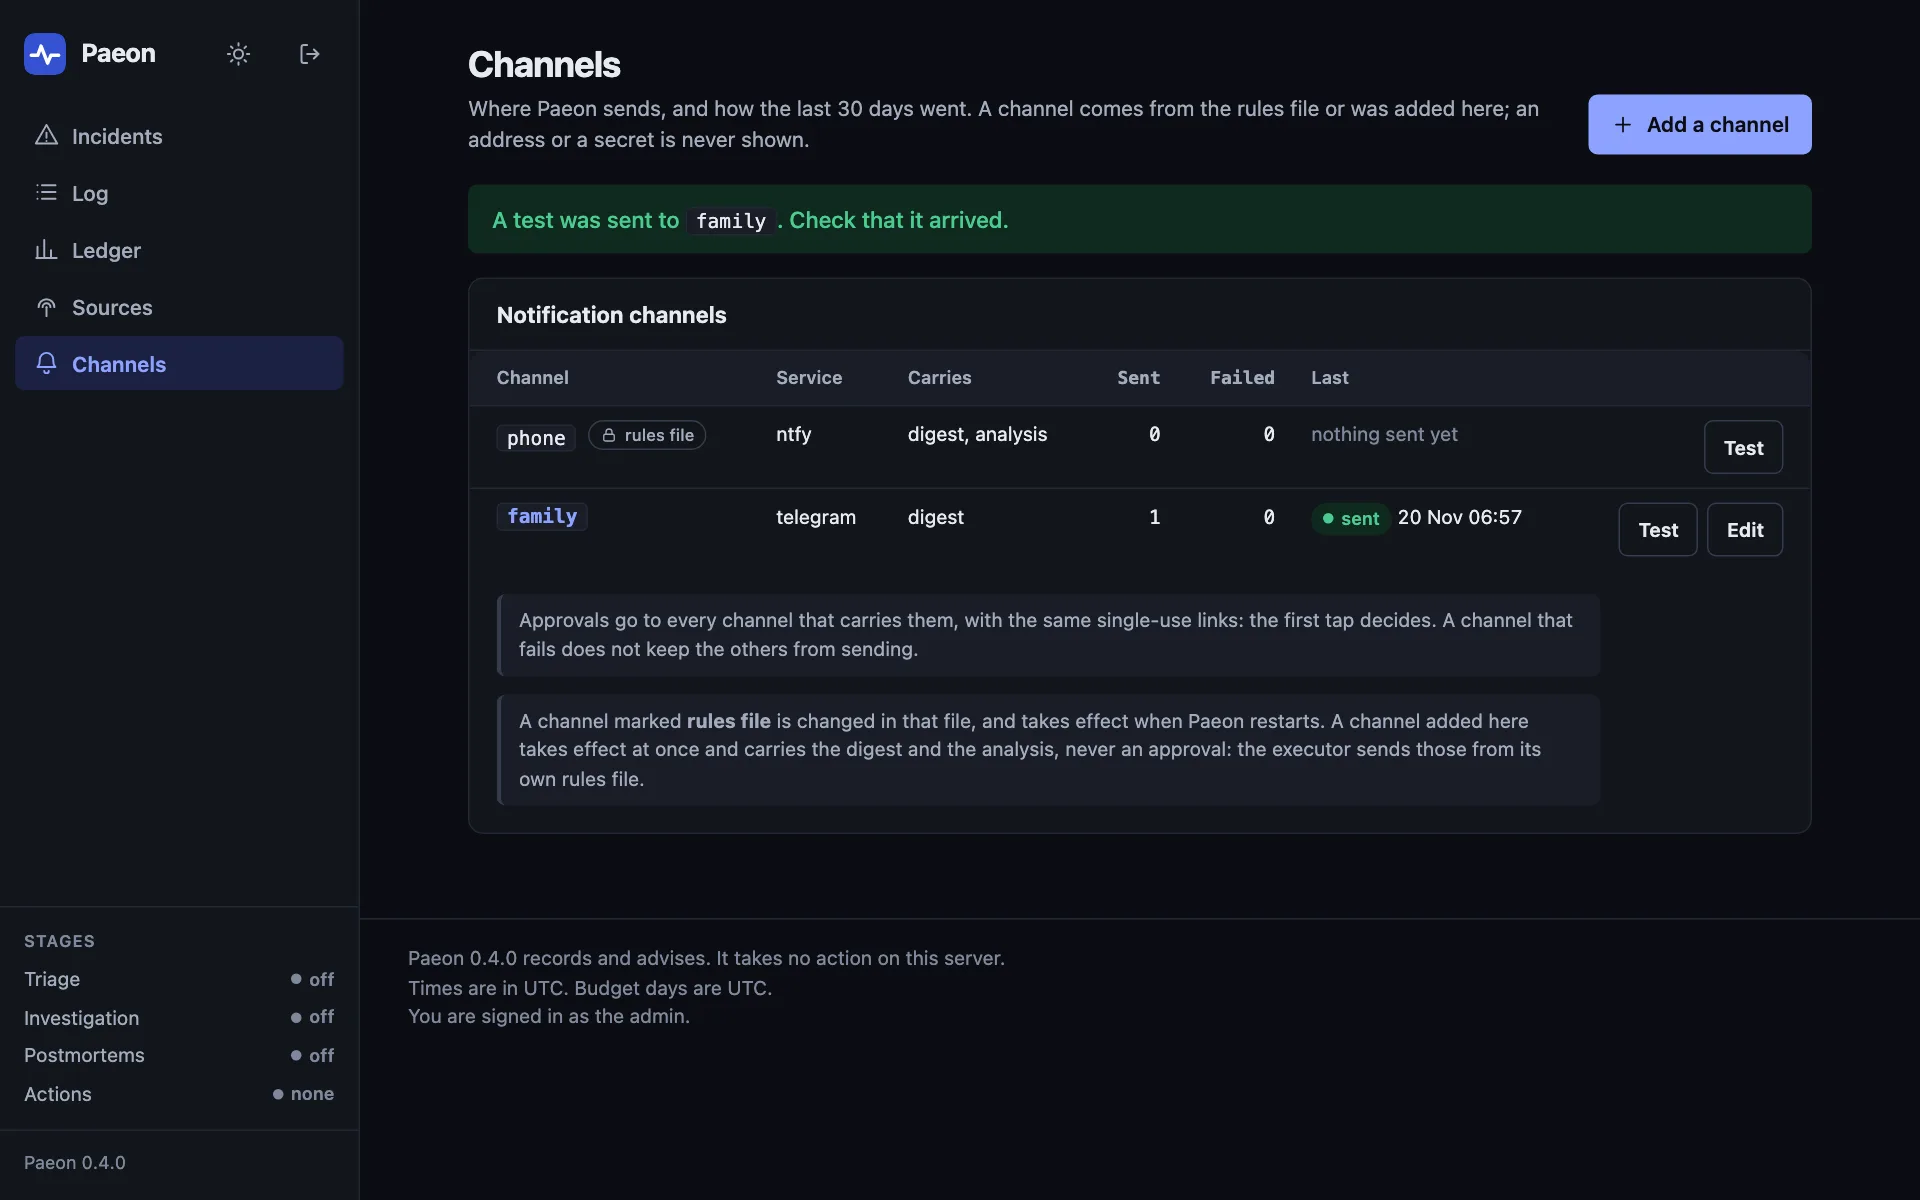 Paeon
Incidents
Log
Ledger
Sources
Channels
STAGES
Triage off
Investigation off
Postmortems off
Actions none
Paeon 0.4.0
Channels
Where Paeon sends, and how the last 30 days went. A channel comes from the rules file or was added here; an
address or a secret is never shown.
+ Add a channel
A test was sent to family. Check that it arrived.
Notification channels
Channel Service Carries Sent Failed Last
phone rules file ntfy digest, analysis 0 0 nothing sent yet Test
family telegram digest 1 0 sent 20 Nov 06:57 Test Edit
Approvals go to every channel that carries them, with the same single-use links: the first tap decides. A channel that
fails does not keep the others from sending.
A channel marked rules file is changed in that file, and takes effect when Paeon restarts. A channel added here
takes effect at once and carries the digest and the analysis, never an approval: the executor sends those from its
own rules file.
Paeon 0.4.0 records and advises. It takes no action on this server.
Times are in UTC. Budget days are UTC.
You are signed in as the admin.